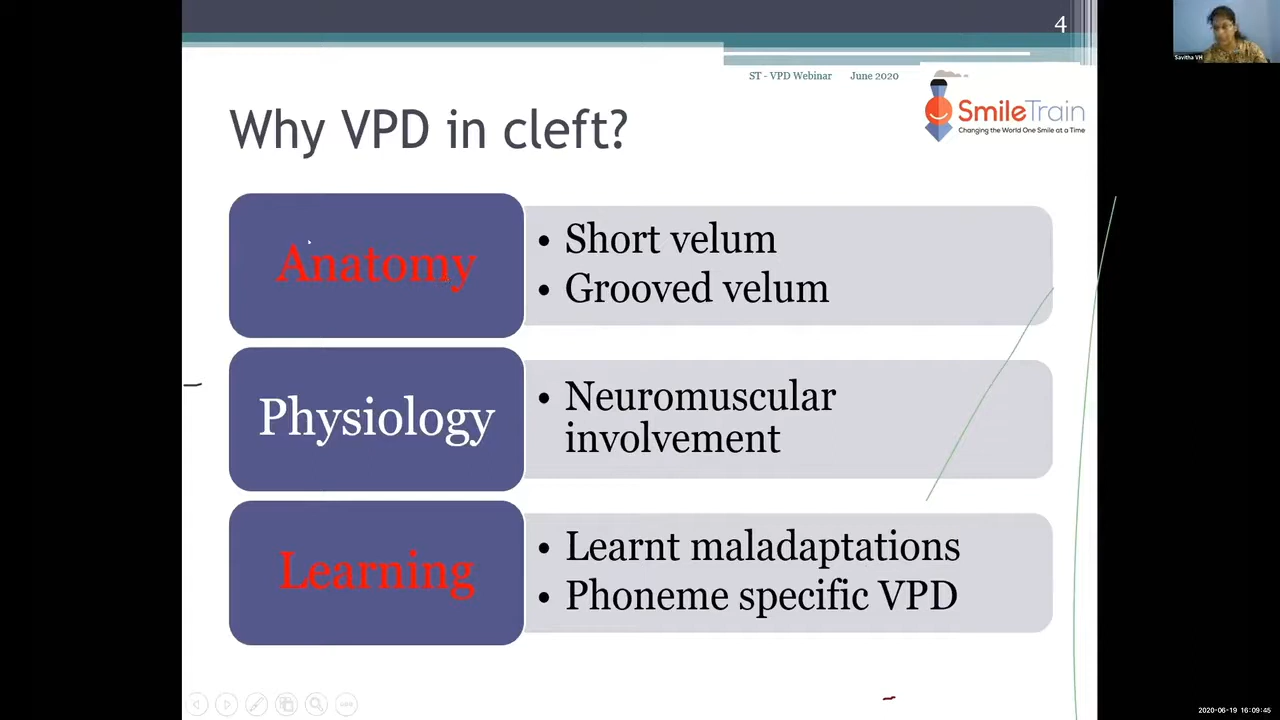 4
Savitha VH
ST - VPD Webinar June 2020
SmileTrain
Changing the World One Smile at a Time
Why VPD in cleft?
Anatomy
• Short velum
• Grooved velum
Physiology
• Neuromuscular
involvement
Learning
• Learnt maladaptations
• Phoneme specific VPD
2020-06-19 16:09:45